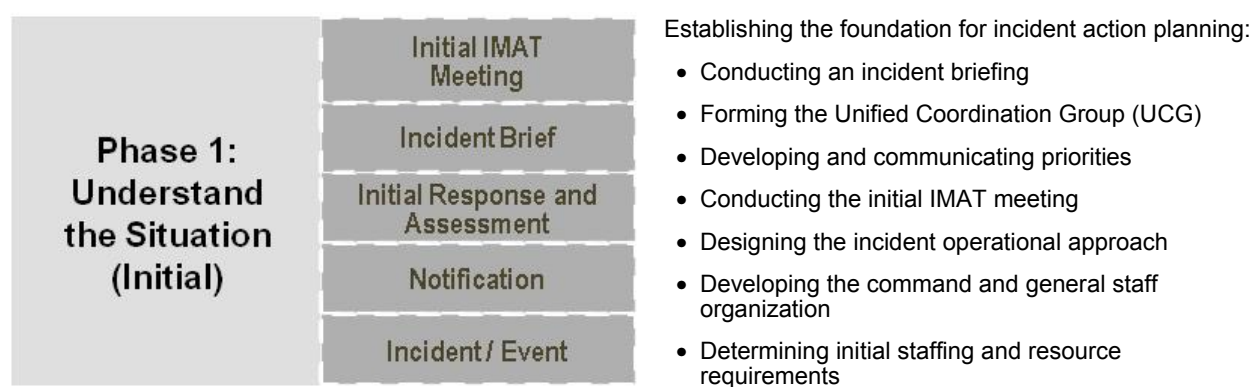 Phase 1:
Understand
the Situation
(Initial)
Initial IMAT
Meeting
Incident Brief
Initial Response and
Assessment
Notification
Incident / Event
Establishing the foundation for incident action planning:
• Conducting an incident briefing
• Forming the Unified Coordination Group (UCG)
• Developing and communicating priorities
• Conducting the initial IMAT meeting
• Designing the incident operational approach
• Developing the command and general staff
organization
• Determining initial staffing and resource
requirements